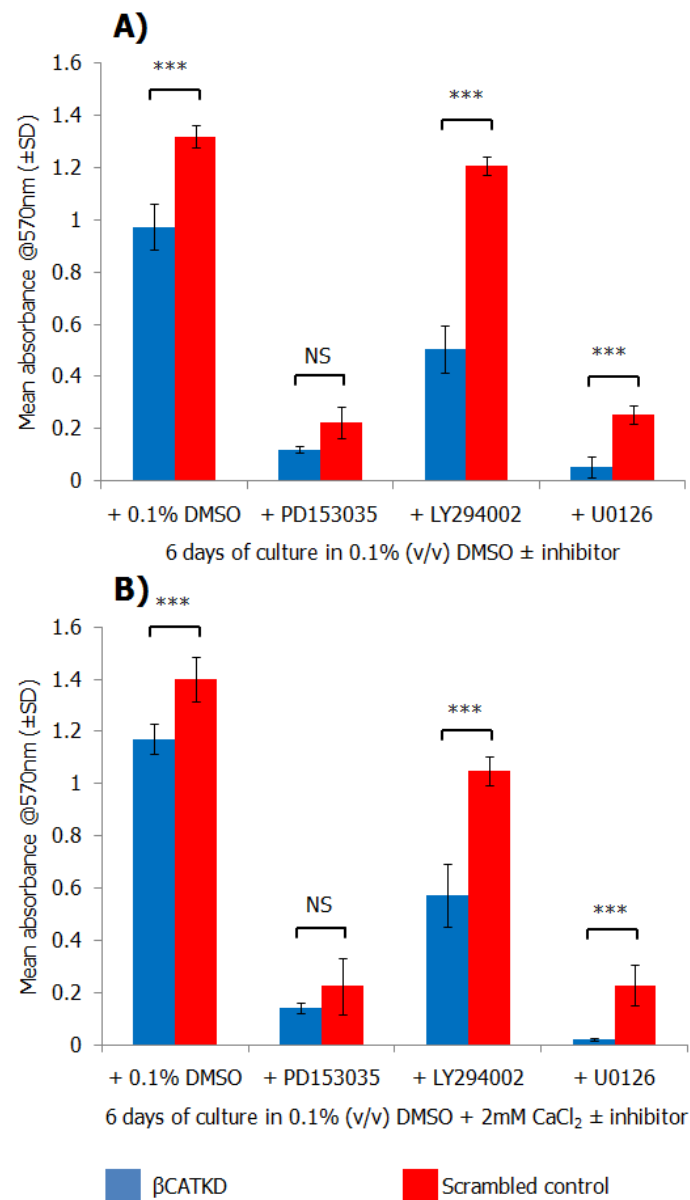 A)
1.6
1.4
1.2
1
0.8
0.6
0.4
0.2
0
Mean absorbance @570nm (±SD)
***
NS
***
***
+ 0.1% DMSO + PD153035 + LY294002 + U0126
6 days of culture in 0.1% (v/v) DMSO ± inhibitor
B)
1.6
1.4
1.2
1
0.8
0.6
0.4
0.2
0
Mean absorbance @570nm (±SD)
***
NS
***
***
+ 0.1% DMSO + PD153035 + LY294002 + U0126
6 days of culture in 0.1% (v/v) DMSO + 2mM CaCl₂ ± inhibitor
βCATKD Scrambled control